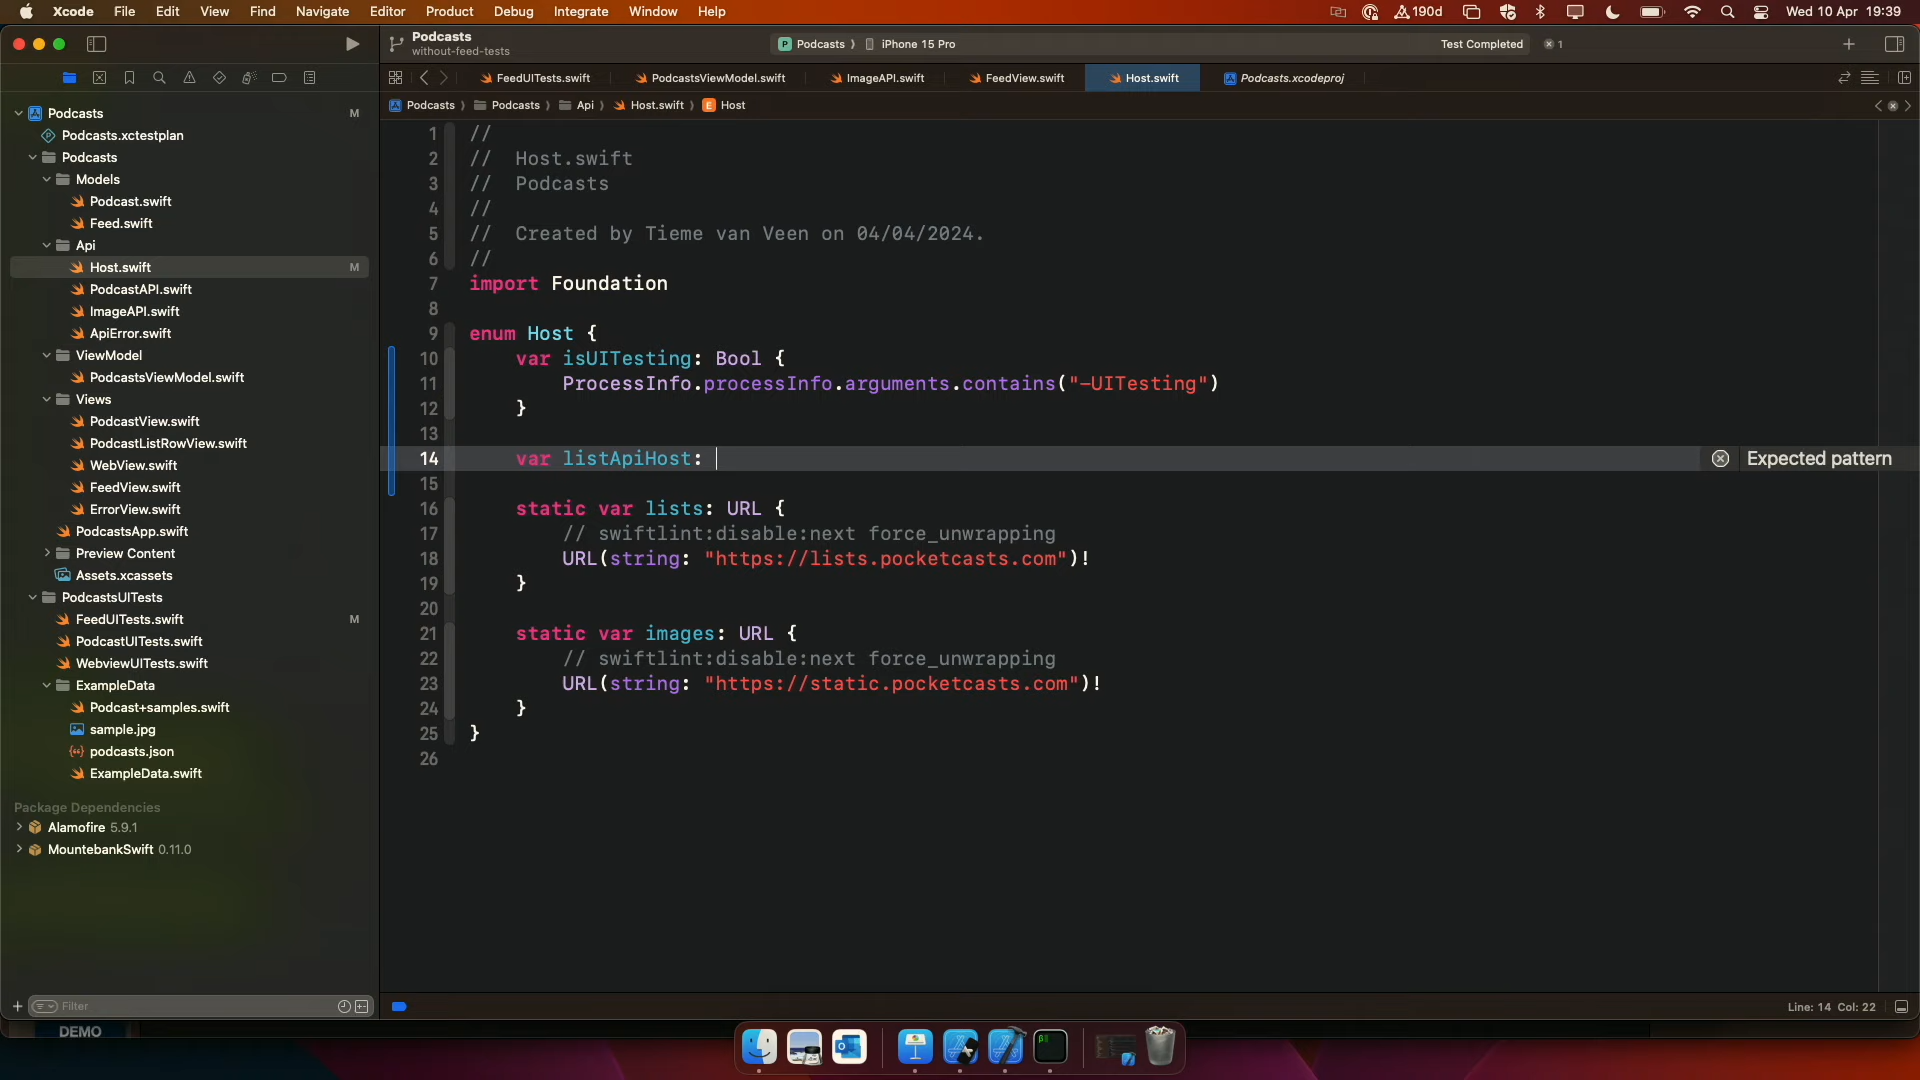 Xcode File Edit View Find Navigate Editor Product Debug Integrate Window Help 190d Wed 10 Apr 19:39
Podcasts
without-feed-tests
Podcasts iPhone 15 Pro Test Completed 1
FeedUITests.swift PodcastsViewModel.swift ImageAPI.swift FeedView.swift Host.swift Podcasts.xcodeproj
Podcasts Podcasts Api Host.swift E Host
Podcasts M
Podcasts.xctestplan
Podcasts
Models
Podcast.swift
Feed.swift
Api
Host.swift M
PodcastAPI.swift
ImageAPI.swift
ApiError.swift
ViewModel
PodcastsViewModel.swift
Views
PodcastView.swift
PodcastListRowView.swift
WebView.swift
FeedView.swift
ErrorView.swift
PodcastsApp.swift
Preview Content
Assets.xcassets
PodcastsUITests
FeedUITests.swift M
PodcastUITests.swift
WebviewUITests.swift
ExampleData
Podcast+samples.swift
sample.jpg
podcasts.json
ExampleData.swift
Package Dependencies
Alamofire 5.9.1
MountebankSwift 0.11.0
Filter
DEMO
1 //
2 //  Host.swift
3 //  Podcasts
4 //
5 //  Created by Tieme van Veen on 04/04/2024.
6 //
7 import Foundation
8
9 enum Host {
10     var isUITesting: Bool {
11         ProcessInfo.processInfo.arguments.contains("-UITesting")
12     }
13
14     var listApiHost: Expected pattern
15
16     static var lists: URL {
17         // swiftlint:disable:next force_unwrapping
18         URL(string: "https://lists.pocketcasts.com")!
19     }
20
21     static var images: URL {
22         // swiftlint:disable:next force_unwrapping
23         URL(string: "https://static.pocketcasts.com")!
24     }
25 }
26
Line: 14 Col: 22